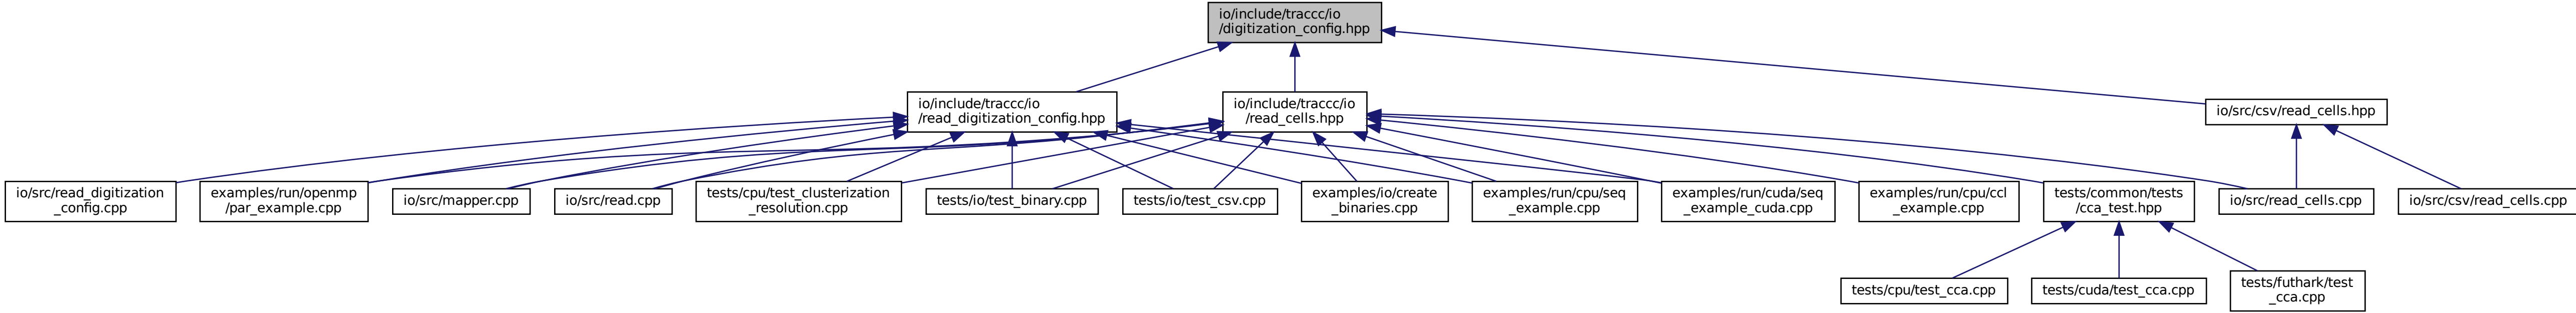 io/include/traccc/io
/digitization_config.hpp
io/include/traccc/io
/read_digitization_config.hpp
io/include/traccc/io
/read_cells.hpp
io/src/csv/read_cells.hpp
io/src/read_digitization
_config.cpp
examples/run/openmp
/par_example.cpp
io/src/mapper.cpp
io/src/read.cpp
tests/cpu/test_clusterization
_resolution.cpp
tests/io/test_binary.cpp
tests/io/test_csv.cpp
examples/io/create
_binaries.cpp
examples/run/cpu/seq
_example.cpp
examples/run/cuda/seq
_example_cuda.cpp
examples/run/cpu/ccl
_example.cpp
tests/common/tests
/cca_test.hpp
io/src/read_cells.cpp
io/src/csv/read_cells.cpp
tests/cpu/test_cca.cpp
tests/cuda/test_cca.cpp
tests/futhark/test
_cca.cpp